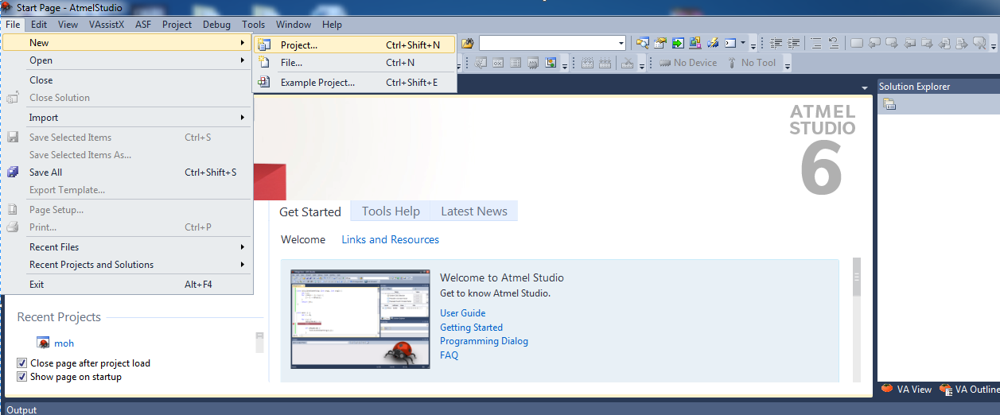 Start Page - AtmelStudio
File Edit View VAssistX ASF Project Debug Tools Window Help
New
Project... Ctrl+Shift+N
Open
File... Ctrl+N
No Device No Tool
Close
Example Project... Ctrl+Shift+E
Close Solution
Solution Explorer
Import
ATMEL
STUDIO
6
Save Selected Items Ctrl+S
Save Selected Items As...
Save All Ctrl+Shift+S
Export Template...
Page Setup...
Print... Ctrl+P
Recent Files
Recent Projects and Solutions
Exit Alt+F4
Get Started Tools Help Latest News
Welcome Links and Resources
Welcome to Atmel Studio
Get to know Atmel Studio.
User Guide
Getting Started
Programming Dialog
FAQ
Recent Projects
moh
Close page after project load
Show page on startup
VA View VA Outline
Output